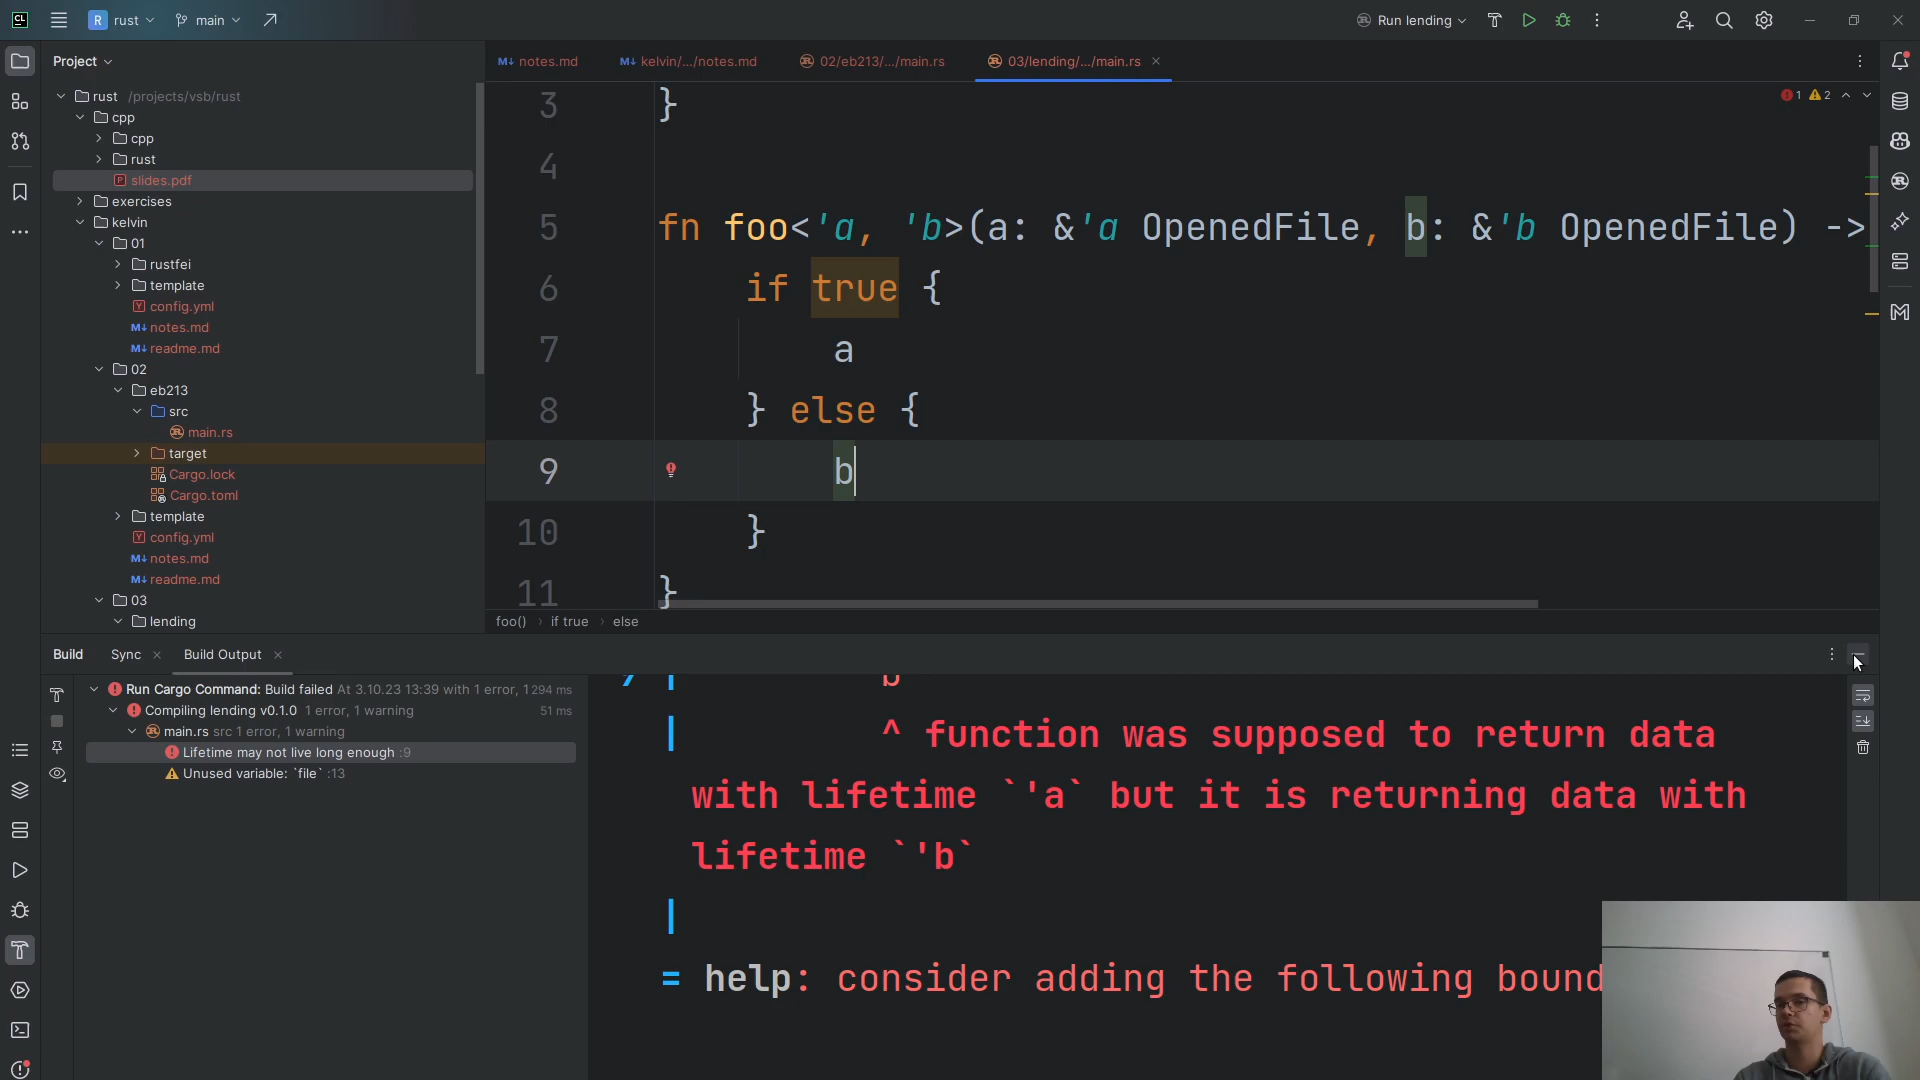 CL
R rust
main
Run lending
Project
notes.md
kelvin/.../notes.md
02/eb213/.../main.rs
03/lending/.../main.rs
rust /projects/vsb/rust
cpp
cpp
rust
slides.pdf
exercises
kelvin
01
rustfei
template
config.yml
notes.md
readme.md
02
eb213
src
main.rs
target
Cargo.lock
Cargo.toml
template
config.yml
notes.md
readme.md
03
lending
1 2
3 }
4
5 fn foo<'a, 'b>(a: &'a OpenedFile, b: &'b OpenedFile) ->
6 if true {
7 a
8 } else {
9 b
10 }
11 }
foo() › if true › else
Build Sync Build Output
Run Cargo Command: Build failed At 3.10.23 13:39 with 1 error, 1 294 ms
Compiling lending v0.1.0 1 error, 1 warning 51 ms
main.rs src 1 error, 1 warning
Lifetime may not live long enough :9
Unused variable: `file` :13
| b
| ^ function was supposed to return data
with lifetime `'a` but it is returning data with
lifetime `'b`
|
= help: consider adding the following bound